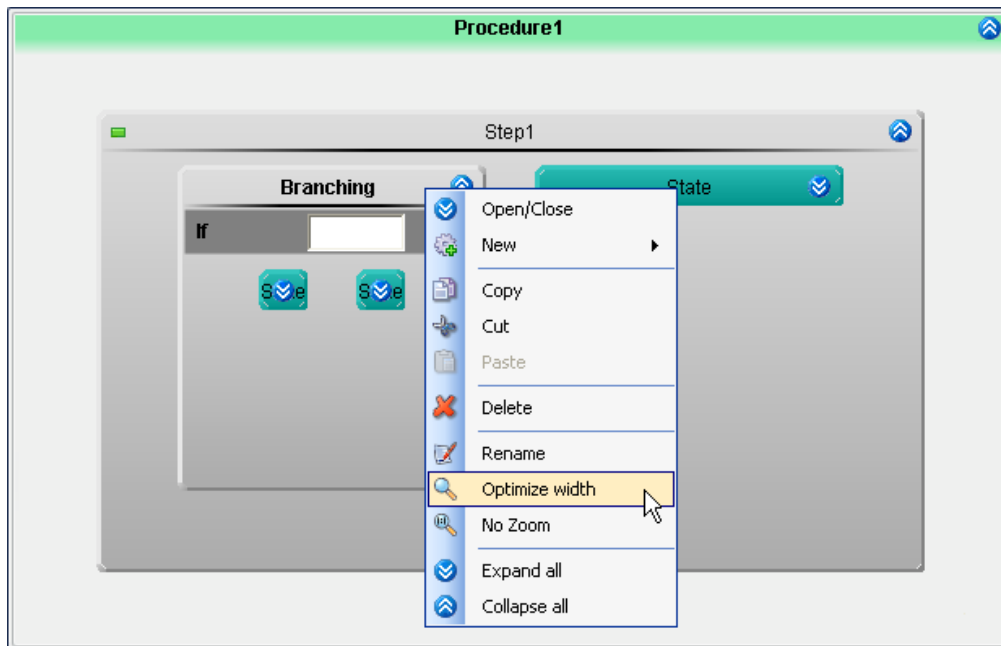 Procedure1
Step1
Branching
State
If
Open/Close
New
Copy
Cut
Paste
Delete
Rename
Optimize width
No Zoom
Expand all
Collapse all